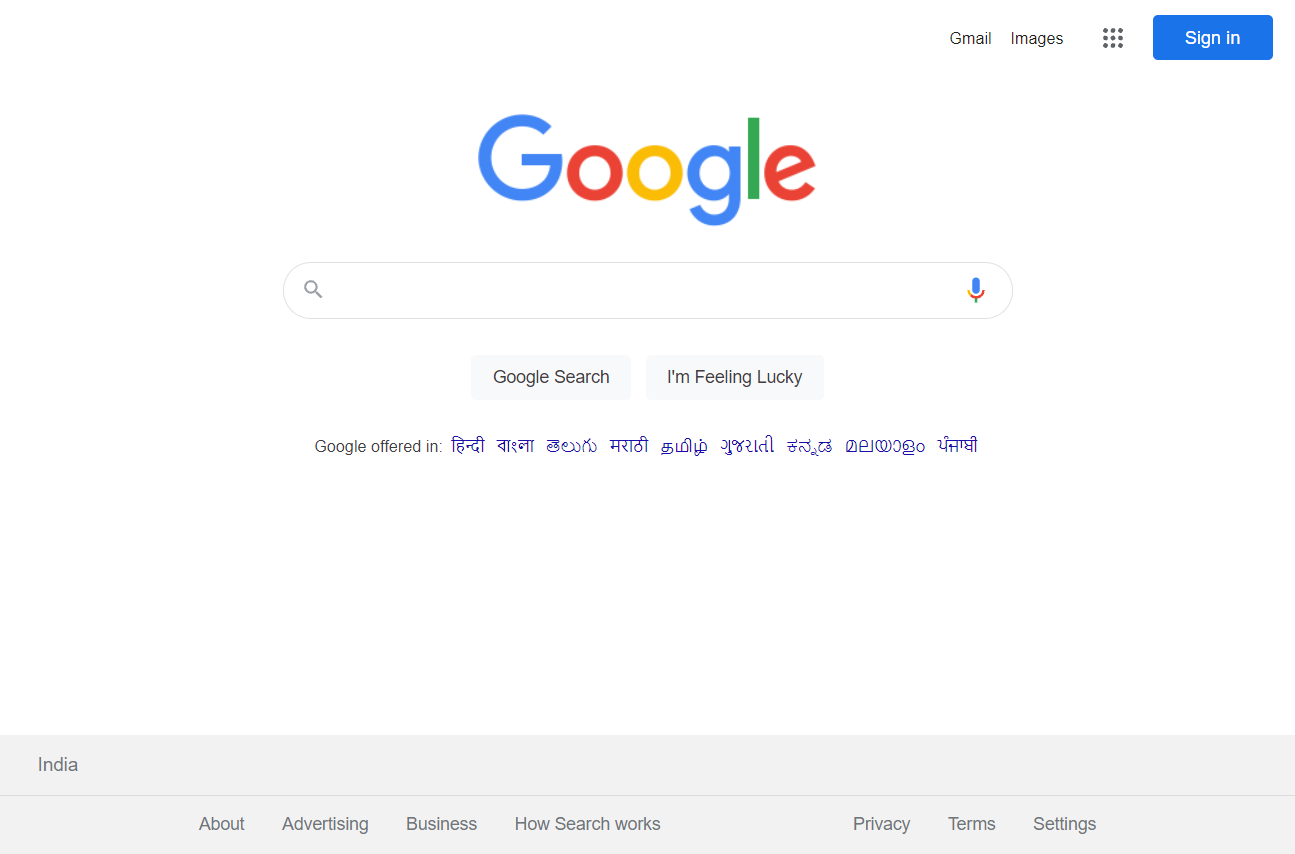 Gmail Images Sign in
Google
Google Search I'm Feeling Lucky
Google offered in: हिन्दी বাংলা తెలుగు मराठी தமிழ் ગુજરાતી ಕನ್ನಡ മലയാളം ਪੰਜਾਬੀ
India
About Advertising Business How Search works Privacy Terms Settings